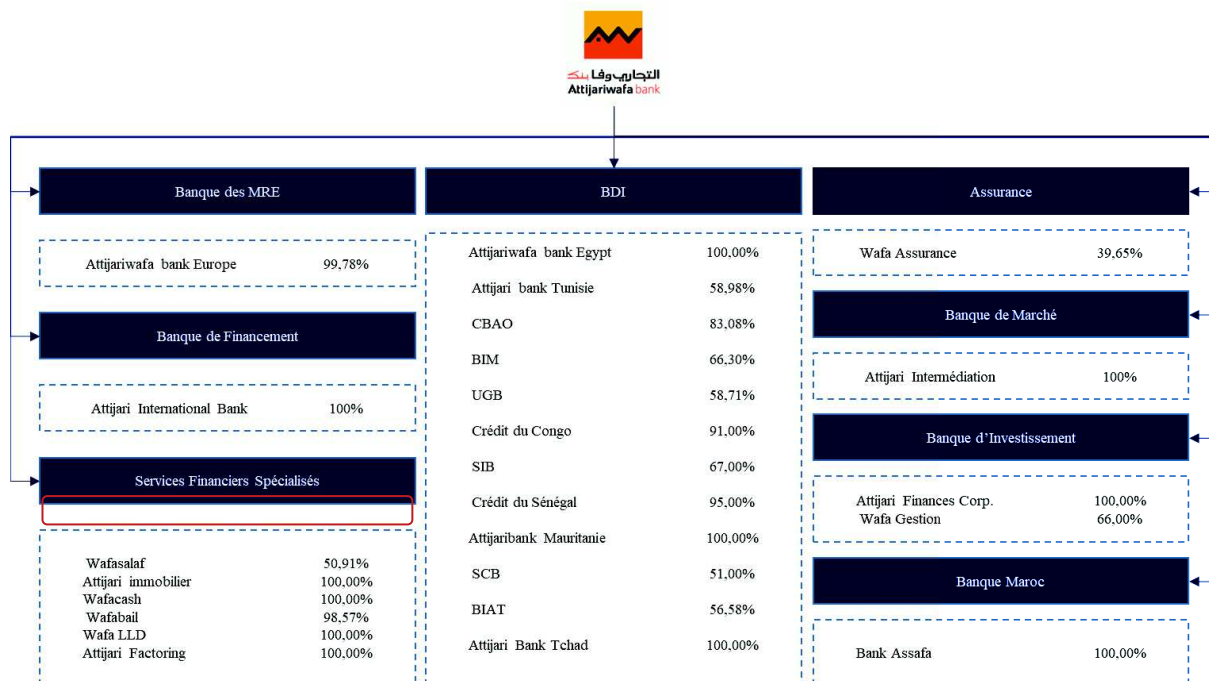 التجاري وفا بنك
Attijariwafa bank
Banque des MRE
Attijariwafa bank Europe 99,78%
Banque de Financement
Attijari International Bank 100%
Services Financiers Spécialisés
Wafasalaf 50,91%
Attijari immobilier 100,00%
Wafacash 100,00%
Wafabail 98,57%
Wafa LLD 100,00%
Attijari Factoring 100,00%
BDI
Attijariwafa bank Egypt 100,00%
Attijari bank Tunisie 58,98%
CBAO 83,08%
BIM 66,30%
UGB 58,71%
Crédit du Congo 91,00%
SIB 67,00%
Crédit du Sénégal 95,00%
Attijaribank Mauritanie 100,00%
SCB 51,00%
BIAT 56,58%
Attijari Bank Tchad 100,00%
Assurance
Wafa Assurance 39,65%
Banque de Marché
Attijari Intermédiation 100%
Banque d’Investissement
Attijari Finances Corp. 100,00%
Wafa Gestion 66,00%
Banque Maroc
Bank Assafa 100,00%